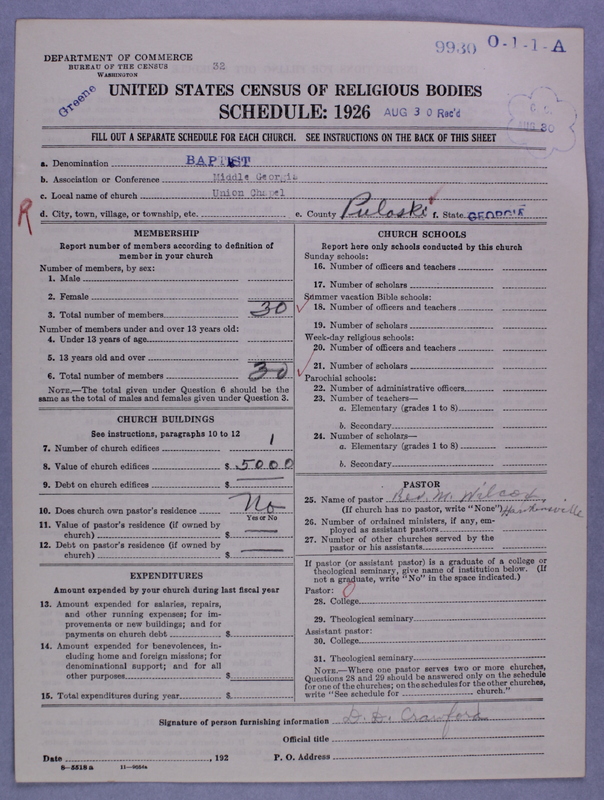 9930 O-1-1-A
DEPARTMENT OF COMMERCE
BUREAU OF THE CENSUS
WASHINGTON
32
Greene
UNITED STATES CENSUS OF RELIGIOUS BODIES
SCHEDULE: 1926
AUG 30 Rec'd
AUG 30
FILL OUT A SEPARATE SCHEDULE FOR EACH CHURCH. SEE INSTRUCTIONS ON THE BACK OF THIS SHEET
a. Denomination BAPTIST
b. Association or Conference Middle Georgia
c. Local name of church Union Chapel
R
d. City, town, village, or township, etc. e. County Pulaski f. State GEORGIA
MEMBERSHIP
Report number of members according to definition of
member in your church
Number of members, by sex:
1. Male
2. Female
3. Total number of members 30
Number of members under and over 13 years old:
4. Under 13 years of age
5. 13 years old and over
6. Total number of members 30
NOTE.—The total given under Question 6 should be the
same as the total of males and females given under Question 3.
CHURCH BUILDINGS
See instructions, paragraphs 10 to 12
7. Number of church edifices 1
8. Value of church edifices $ 5000
9. Debt on church edifices $ —
10. Does church own pastor's residence No
Yes or No
11. Value of pastor's residence (if owned by
church) $ —
12. Debt on pastor's residence (if owned by
church) $ —
EXPENDITURES
Amount expended by your church during last fiscal year
13. Amount expended for salaries, repairs,
and other running expenses; for im-
provements or new buildings; and for
payments on church debt $
14. Amount expended for benevolences, in-
cluding home and foreign missions; for
denominational support; and for all
other purposes $
15. Total expenditures during year $
CHURCH SCHOOLS
Report here only schools conducted by this church
Sunday schools:
16. Number of officers and teachers
17. Number of scholars
Summer vacation Bible schools:
18. Number of officers and teachers
19. Number of scholars
Week-day religious schools:
20. Number of officers and teachers
21. Number of scholars
Parochial schools:
22. Number of administrative officers
23. Number of teachers—
a. Elementary (grades 1 to 8)
b. Secondary
24. Number of scholars—
a. Elementary (grades 1 to 8)
b. Secondary
PASTOR
25. Name of pastor Rev. M. Wilcox,
(If church has no pastor, write "None") Hawkinsville
26. Number of ordained ministers, if any, em-
ployed as assistant pastors
27. Number of other churches served by the
pastor or his assistants
If pastor (or assistant pastor) is a graduate of a college or
theological seminary, give name of institution below. (If
not a graduate, write "No" in the space indicated.)
Pastor:
28. College 0
29. Theological seminary
Assistant pastor:
30. College
31. Theological seminary
NOTE.—Where one pastor serves two or more churches,
Questions 28 and 29 should be answered only on the schedule
for one of the churches; on the schedules for the other churches,
write "See schedule for church."
Signature of person furnishing information D. D. Crawford
Official title
Date , 192 P. O. Address
8—5518 a 11—9054a